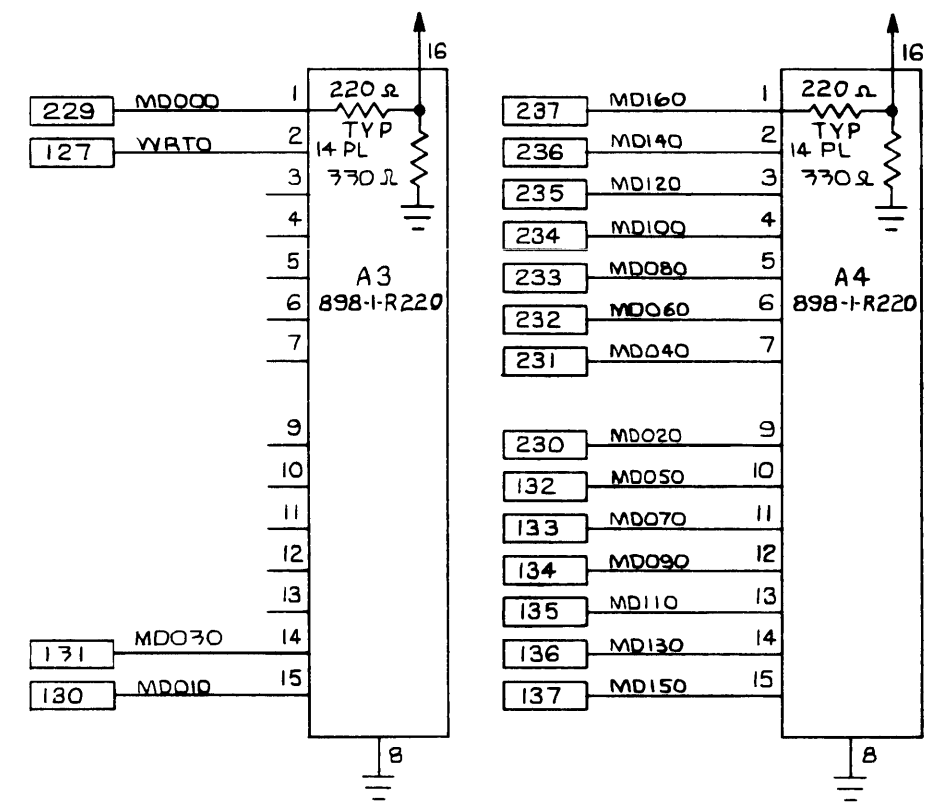 16
229 MD000 1 220 Ω
127 WRT0 2 TYP
14 PL
3 330 Ω
4
5
A3
6 898-1-R220
7
9
10
11
12
13
131 MD030 14
130 MD010 15
8
16
237 MD160 1 220 Ω
236 MD140 2 TYP
14 PL
235 MD120 3 330 Ω
234 MD100 4
233 MD080 5
A4
232 MD060 6 898-1-R220
231 MD040 7
230 MD020 9
132 MD050 10
133 MD070 11
134 MD090 12
135 MD110 13
136 MD130 14
137 MD150 15
8